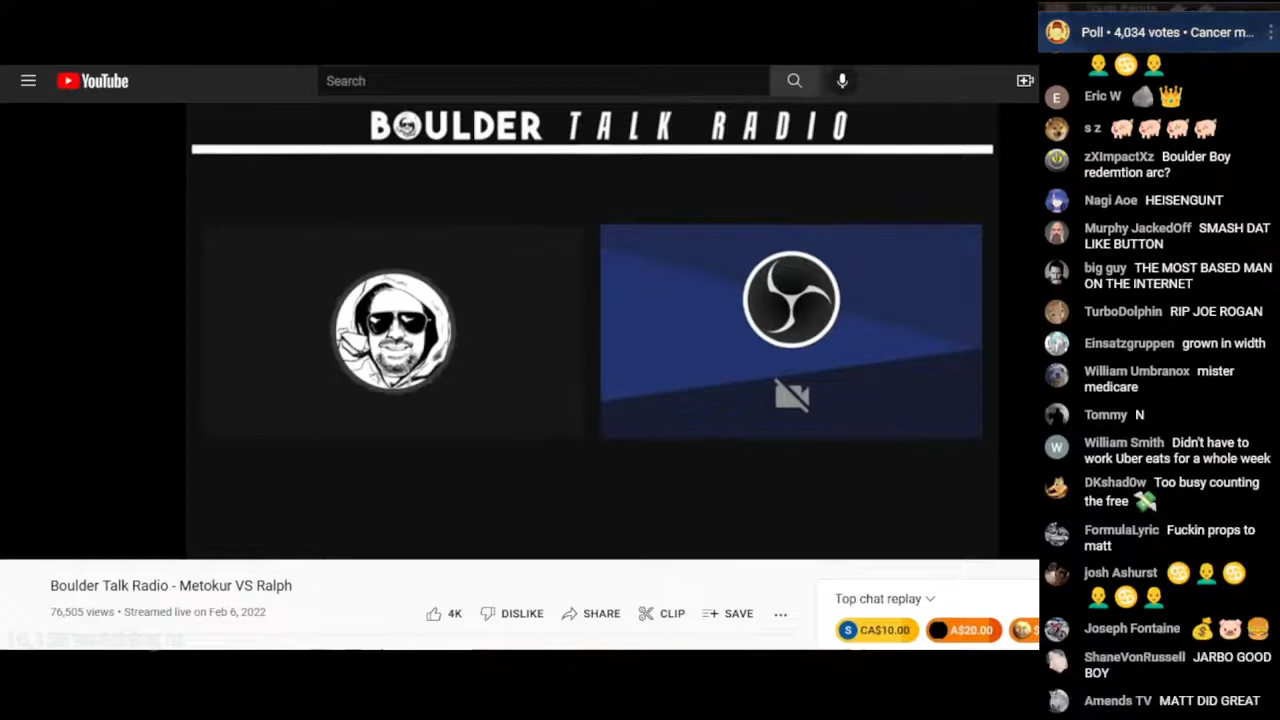 Poll • 4,034 votes • Cancer m...
YouTube
Search
BOULDER TALK RADIO
Boulder Talk Radio - Metokur VS Ralph
76,505 views • Streamed live on Feb 6, 2022
4K
DISLIKE
SHARE
CLIP
SAVE
Top chat replay
S CA$10.00
A$20.00
E Eric W
s z
zXImpactXz Boulder Boy
redemtion arc?
Nagi Aoe HEISENGUNT
Murphy JackedOff SMASH DAT
LIKE BUTTON
big guy THE MOST BASED MAN
ON THE INTERNET
TurboDolphin RIP JOE ROGAN
Einsatzgruppen grown in width
William Umbranox mister
medicare
Tommy N
W William Smith Didn't have to
work Uber eats for a whole week
DKshad0w Too busy counting
the free
FormulaLyric Fuckin props to
matt
josh Ashurst
Joseph Fontaine
ShaneVonRussell JARBO GOOD
BOY
Amends TV MATT DID GREAT